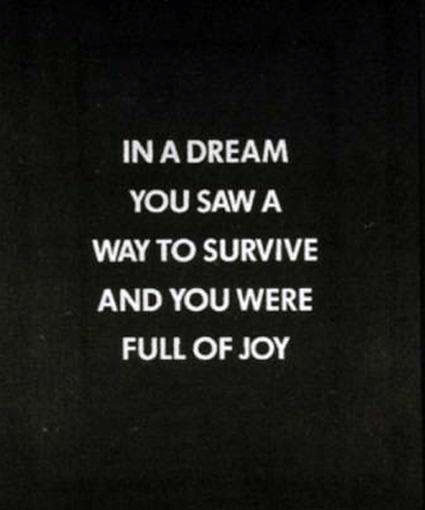 IN A DREAM
YOU SAW A
WAY TO SURVIVE
AND YOU WERE
FULL OF JOY